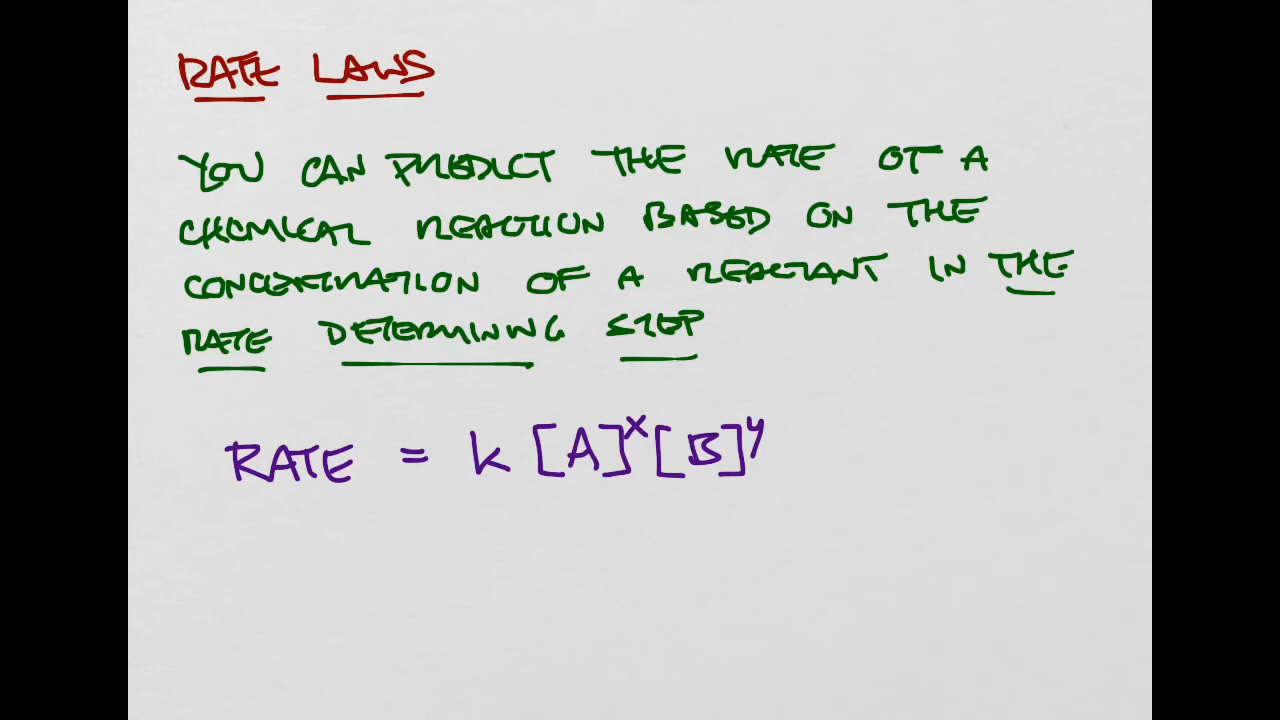 RATE LAWS
YOU CAN PREDICT THE RATE OF A
CHEMICAL REACTION BASED ON THE
CONCENTRATION OF A REACTANT IN THE
RATE DETERMINING STEP
RATE = k [A]ˣ [B]ʸ